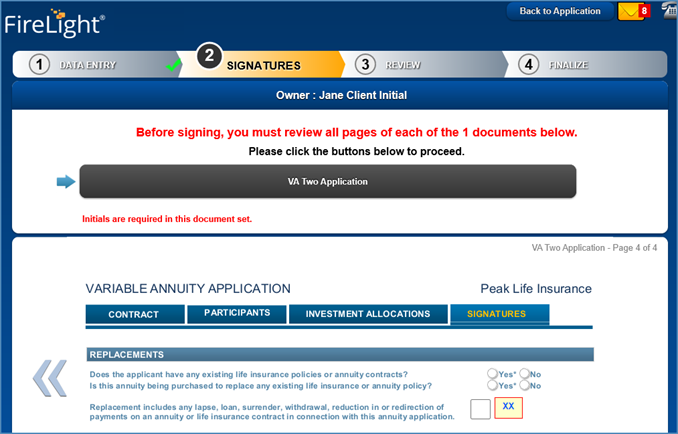 FireLight®
Back to Application
8
1 DATA ENTRY
2 SIGNATURES
3 REVIEW
4 FINALIZE
Owner : Jane Client Initial
Before signing, you must review all pages of each of the 1 documents below.
Please click the buttons below to proceed.
VA Two Application
Initials are required in this document set.
VA Two Application - Page 4 of 4
VARIABLE ANNUITY APPLICATION
Peak Life Insurance
CONTRACT
PARTICIPANTS
INVESTMENT ALLOCATIONS
SIGNATURES
REPLACEMENTS
Does the applicant have any existing life insurance policies or annuity contracts? Yes* No
Is this annuity being purchased to replace any existing life insurance or annuity policy? Yes* No
Replacement includes any lapse, loan, surrender, withdrawal, reduction in or redirection of
payments on an annuity or life insurance contract in connection with this annuity application.
XX